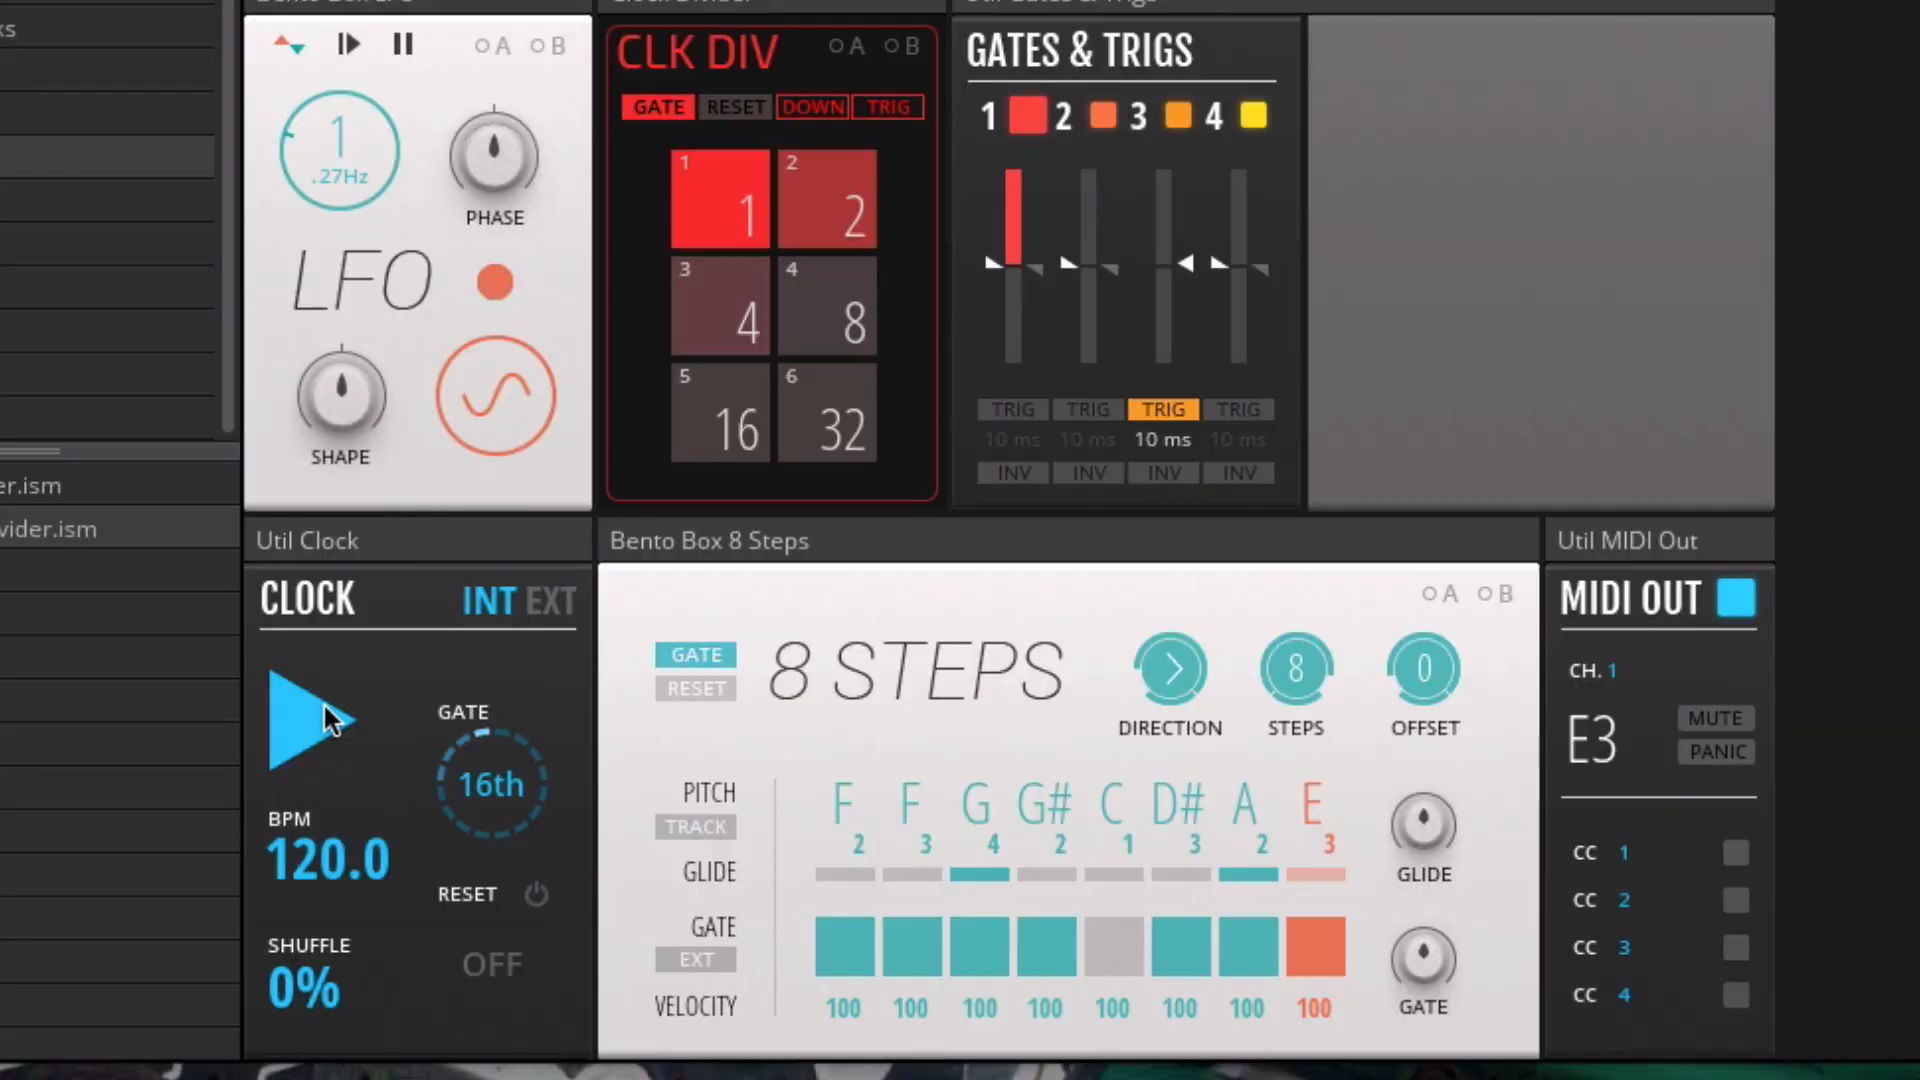 ks
er.ism
vider.ism
A B
1
.27Hz
PHASE
LFO
SHAPE
CLK DIV
A B
GATE RESET DOWN TRIG
1 2
1 2
3 4
4 8
5 6
16 32
GATES & TRIGS
1 2 3 4
TRIG TRIG TRIG TRIG
10 ms 10 ms 10 ms 10 ms
INV INV INV INV
Util Clock
CLOCK INT EXT
GATE
16th
BPM
120.0
RESET
SHUFFLE
0%
OFF
Bento Box 8 Steps
A B
GATE
RESET
8 STEPS
8 0
DIRECTION STEPS OFFSET
PITCH F F G G# C D# A E
TRACK 2 3 4 2 1 3 2 3
GLIDE GLIDE
GATE
EXT
VELOCITY 100 100 100 100 100 100 100 100 GATE
Util MIDI Out
MIDI OUT
CH. 1
E3
MUTE
PANIC
CC 1
CC 2
CC 3
CC 4